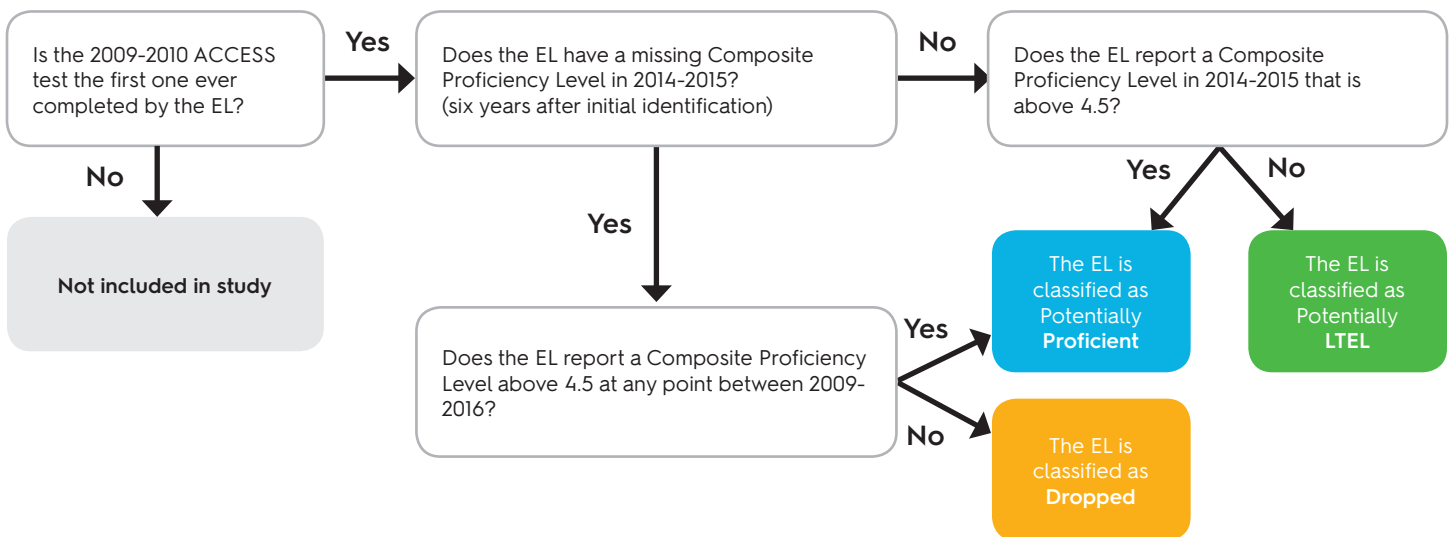 Is the 2009-2010 ACCESS
test the first one ever
completed by the EL?
Yes
Does the EL have a missing Composite
Proficiency Level in 2014-2015?
(six years after initial identification)
No
Does the EL report a Composite
Proficiency Level in 2014-2015 that is
above 4.5?
No
Not included in study
Yes
Does the EL report a Composite Proficiency
Level above 4.5 at any point between 2009-
2016?
Yes
No
Yes
The EL is
classified as
Potentially
Proficient
No
The EL is
classified as
Potentially
LTEL
The EL is
classified as
Dropped